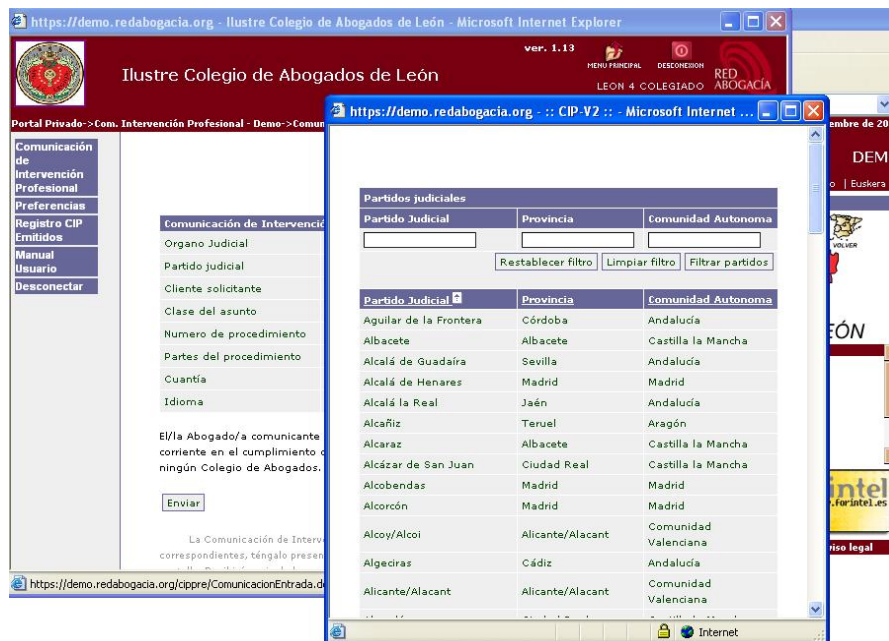 https://demo.redabogacia.org - Ilustre Colegio de Abogados de León - Microsoft Internet Explorer
ver. 1.13
MENU PRINCIPAL
DESCONEXION
RED
ABOGACÍA
Ilustre Colegio de Abogados de León
LEON 4 COLEGIADO
Portal Privado->Com. Intervención Profesional - Demo->Comun
Comunicación
de
Intervención
Profesional
Preferencias
Registro CIP
Emitidos
Manual
Usuario
Desconectar
Comunicación de Intervenció
Organo Judicial
Partido judicial
Cliente solicitante
Clase del asunto
Numero de procedimiento
Partes del procedimiento
Cuantía
Idioma
El/la Abogado/a comunicante
corriente en el cumplimiento
ningún Colegio de Abogados.
Enviar
La Comunicación de Interv
correspondientes, téngalo presen
https://demo.redabogacia.org/cippre/ComunicacionEntrada.d
https://demo.redabogacia.org - :: CIP-V2 :: - Microsoft Internet ...
Partidos judiciales
Partido Judicial Provincia Comunidad Autonoma
Restablecer filtro Limpiar filtro Filtrar partidos
Partido Judicial Provincia Comunidad Autonoma
Aguilar de la Frontera Córdoba Andalucía
Albacete Albacete Castilla la Mancha
Alcalá de Guadaíra Sevilla Andalucía
Alcalá de Henares Madrid Madrid
Alcalá la Real Jaén Andalucía
Alcañiz Teruel Aragón
Alcaraz Albacete Castilla la Mancha
Alcázar de San Juan Ciudad Real Castilla la Mancha
Alcobendas Madrid Madrid
Alcorcón Madrid Madrid
Alcoy/Alcoi Alicante/Alacant Comunidad
Valenciana
Algeciras Cádiz Andalucía
Alicante/Alacant Alicante/Alacant Comunidad
Valenciana
Internet
embre de 20
DEM
o | Euskera
VOLVER
EÓN
intel
.forintel.es
viso legal